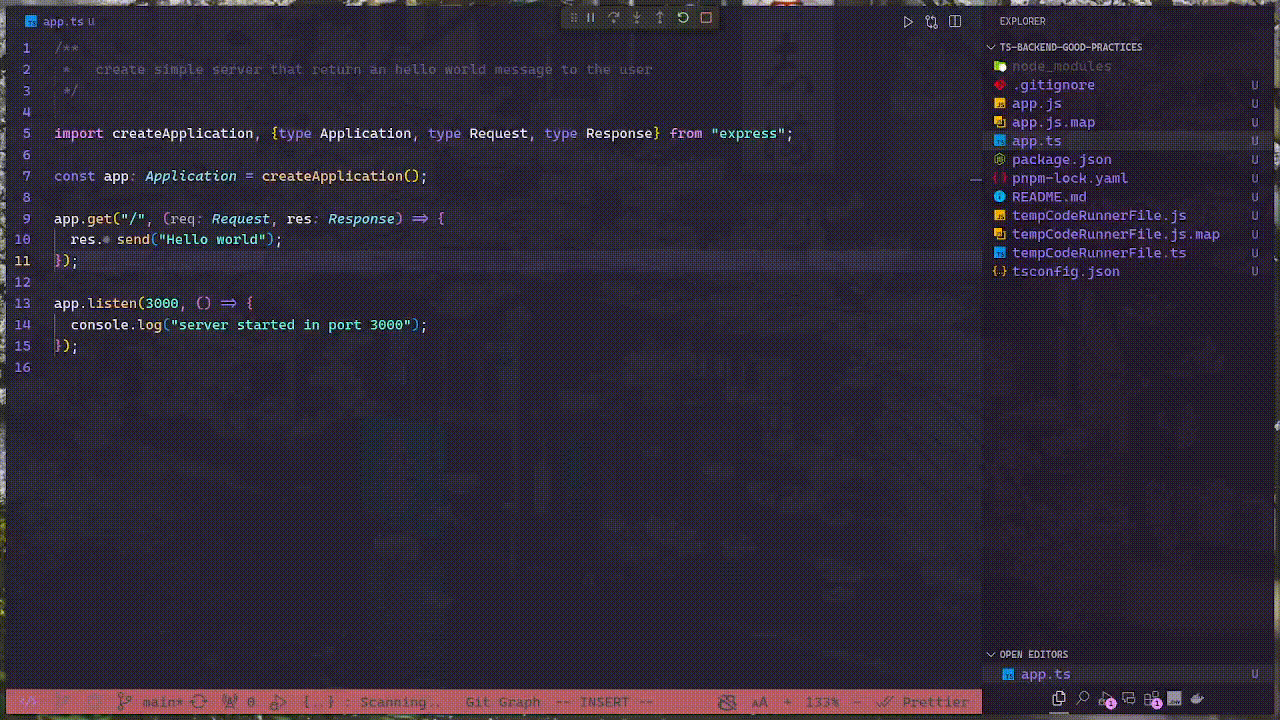 app.ts U
1 /**
2 * create simple server that return an hello world message to the user
3 */
4
5 import createApplication, {type Application, type Request, type Response} from "express";
6
7 const app: Application = createApplication();
8
9 app.get("/", (req: Request, res: Response) => {
10 res. send("Hello world");
11 });
12
13 app.listen(3000, () => {
14 console.log("server started in port 3000");
15 });
16
EXPLORER
TS-BACKEND-GOOD-PRACTICES
node_modules
.gitignore U
app.js U
app.js.map U
app.ts U
package.json U
pnpm-lock.yaml U
README.md U
tempCodeRunnerFile.js U
tempCodeRunnerFile.js.map U
tempCodeRunnerFile.ts U
tsconfig.json U
OPEN EDITORS
app.ts U
main* 0 {..} : Scanning.. Git Graph -- INSERT -- AA + 133% - Prettier
1 1